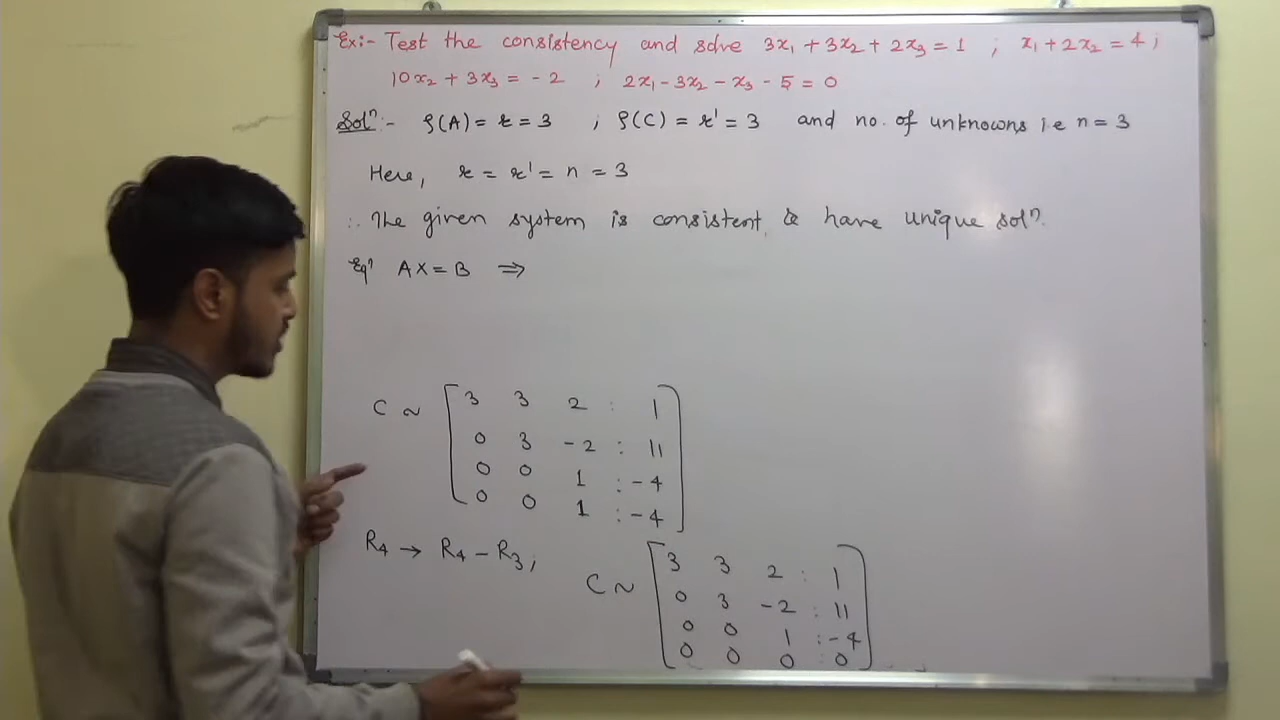 Ex:- Test the consistency and solve 3x₁ + 3x₂ + 2x₃ = 1 ; x₁ + 2x₂ = 4 ;
10x₂ + 3x₃ = -2 ; 2x₁ - 3x₂ - x₃ - 5 = 0
Solⁿ:- ρ(A) = r = 3 ; ρ(C) = r' = 3 and no. of unknowns i.e n = 3
Here, r = r' = n = 3
∴ The given system is consistent & have unique solⁿ.
Eqⁿ AX = B ⇒
C ~ [ 3 3 2 : 1
0 3 -2 : 11
0 0 1 : -4
0 0 1 : -4 ]
R₄ → R₄ - R₃ ;
C ~ [ 3 3 2 : 1
0 3 -2 : 11
0 0 1 : -4
0 0 0 : 0 ]